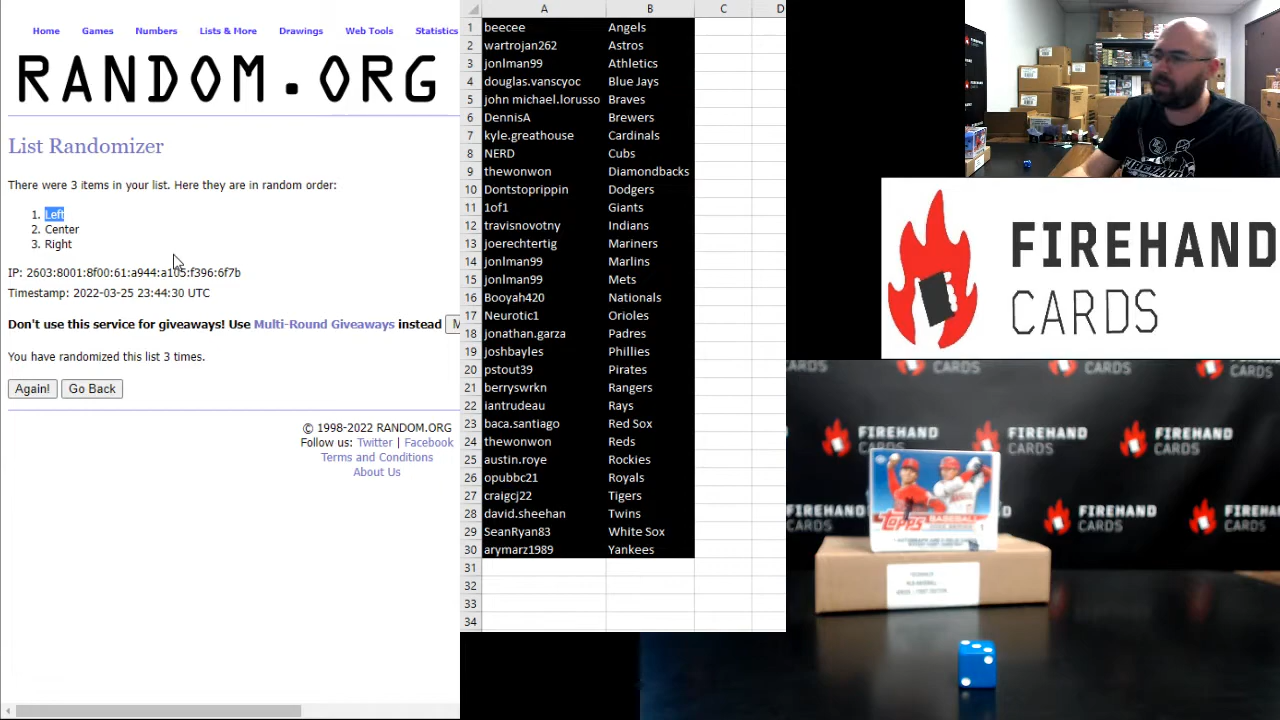 Home Games Numbers Lists & More Drawings Web Tools Statistics
RANDOM.ORG
List Randomizer
There were 3 items in your list. Here they are in random order:
1. Left
2. Center
3. Right
IP: 2603:8001:8f00:61:a944:a105:f396:6f7b
Timestamp: 2022-03-25 23:44:30 UTC
Don't use this service for giveaways! Use Multi-Round Giveaways instead
You have randomized this list 3 times.
Again! Go Back
© 1998-2022 RANDOM.ORG
Follow us: Twitter | Facebook
Terms and Conditions
About Us
A B C D
1 beecee Angels
2 wartrojan262 Astros
3 jonlman99 Athletics
4 douglas.vanscyoc Blue Jays
5 john michael.lorusso Braves
6 DennisA Brewers
7 kyle.greathouse Cardinals
8 NERD Cubs
9 thewonwon Diamondbacks
10 Dontstoprippin Dodgers
11 1of1 Giants
12 travisnovotny Indians
13 joerechtertig Mariners
14 jonlman99 Marlins
15 jonlman99 Mets
16 Booyah420 Nationals
17 Neurotic1 Orioles
18 jonathan.garza Padres
19 joshbayles Phillies
20 pstout39 Pirates
21 berryswrkn Rangers
22 iantrudeau Rays
23 baca.santiago Red Sox
24 thewonwon Reds
25 austin.roye Rockies
26 opubbc21 Royals
27 craigcj22 Tigers
28 david.sheehan Twins
29 SeanRyan83 White Sox
30 arymarz1989 Yankees
31
32
33
34
FIREHAND
CARDS
FIREHAND
CARDS
FIREHAND
CARDS
FIREHAND
CARDS
FIREHAND
CARDS
TOPPS
BASEBALL